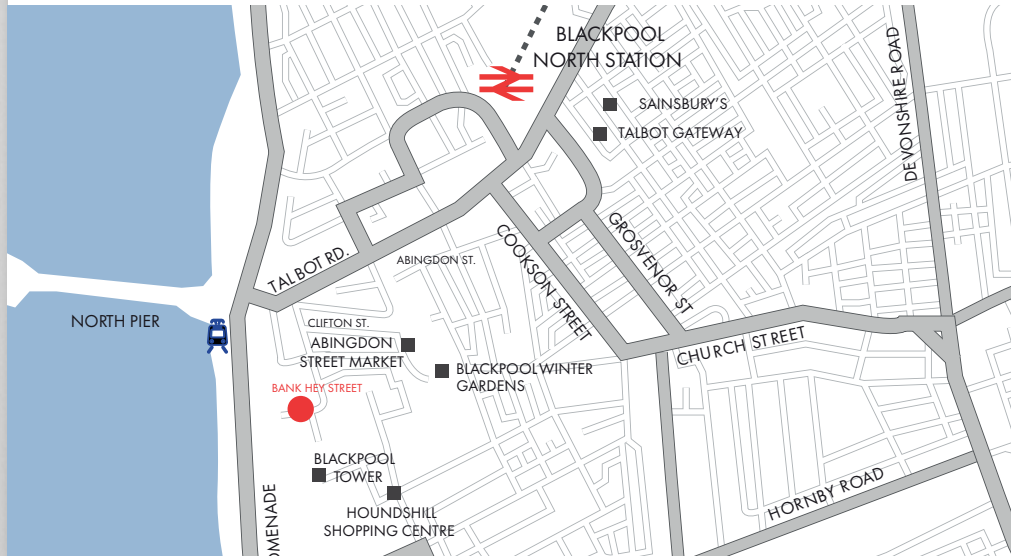 BLACKPOOL
NORTH STATION
SAINSBURY'S
TALBOT GATEWAY
DEVONSHIRE ROAD
GROSVENOR ST
COOKSON STREET
TALBOT RD.
ABINGDON ST.
NORTH PIER
CLIFTON ST.
ABINGDON
STREET MARKET
CHURCH STREET
BLACKPOOL WINTER
GARDENS
BANK HEY STREET
BLACKPOOL
TOWER
HORNBY ROAD
HOUNDSHILL
SHOPPING CENTRE
OMENADE